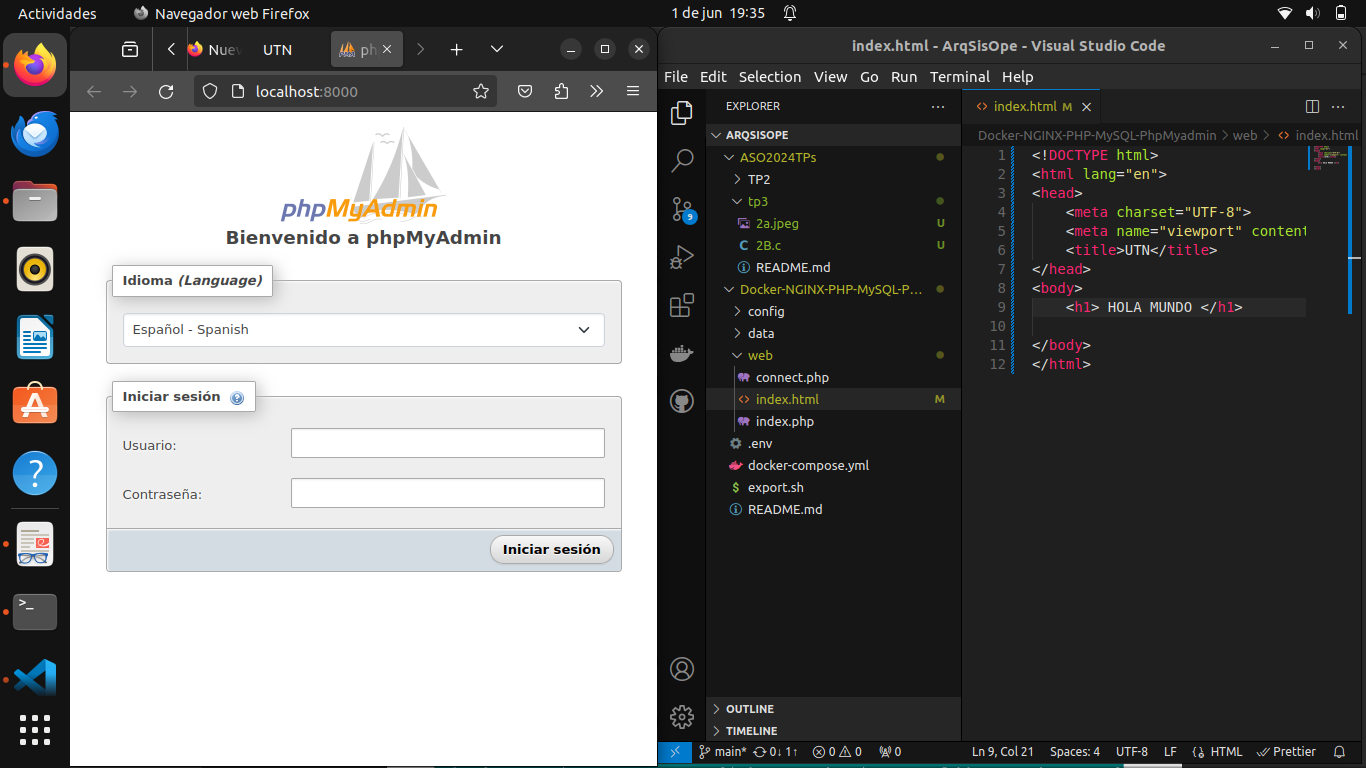 Actividades
Navegador web Firefox
1 de jun 19:35
Nuev
UTN
ph
localhost:8000
phpMyAdmin
Bienvenido a phpMyAdmin
Idioma (Language)
Español - Spanish
Iniciar sesión
Usuario:
Contraseña:
Iniciar sesión
index.html - ArqSisOpe - Visual Studio Code
File Edit Selection View Go Run Terminal Help
9
EXPLORER
ARQSISOPE
ASO2024TPs
TP2
tp3
2a.jpeg U
C 2B.c U
README.md
Docker-NGINX-PHP-MySQL-P...
config
data
web
connect.php
index.html M
index.php
.env
docker-compose.yml
$ export.sh
README.md
OUTLINE
TIMELINE
index.html M
Docker-NGINX-PHP-MySQL-PhpMyadmin > web > index.html
1 <!DOCTYPE html>
2 <html lang="en">
3 <head>
4 <meta charset="UTF-8">
5 <meta name="viewport" content
6 <title>UTN</title>
7 </head>
8 <body>
9 <h1> HOLA MUNDO </h1>
10
11 </body>
12 </html>
main* 0↓ 1↑ 0 0 0 Ln 9, Col 21 Spaces: 4 UTF-8 LF HTML Prettier